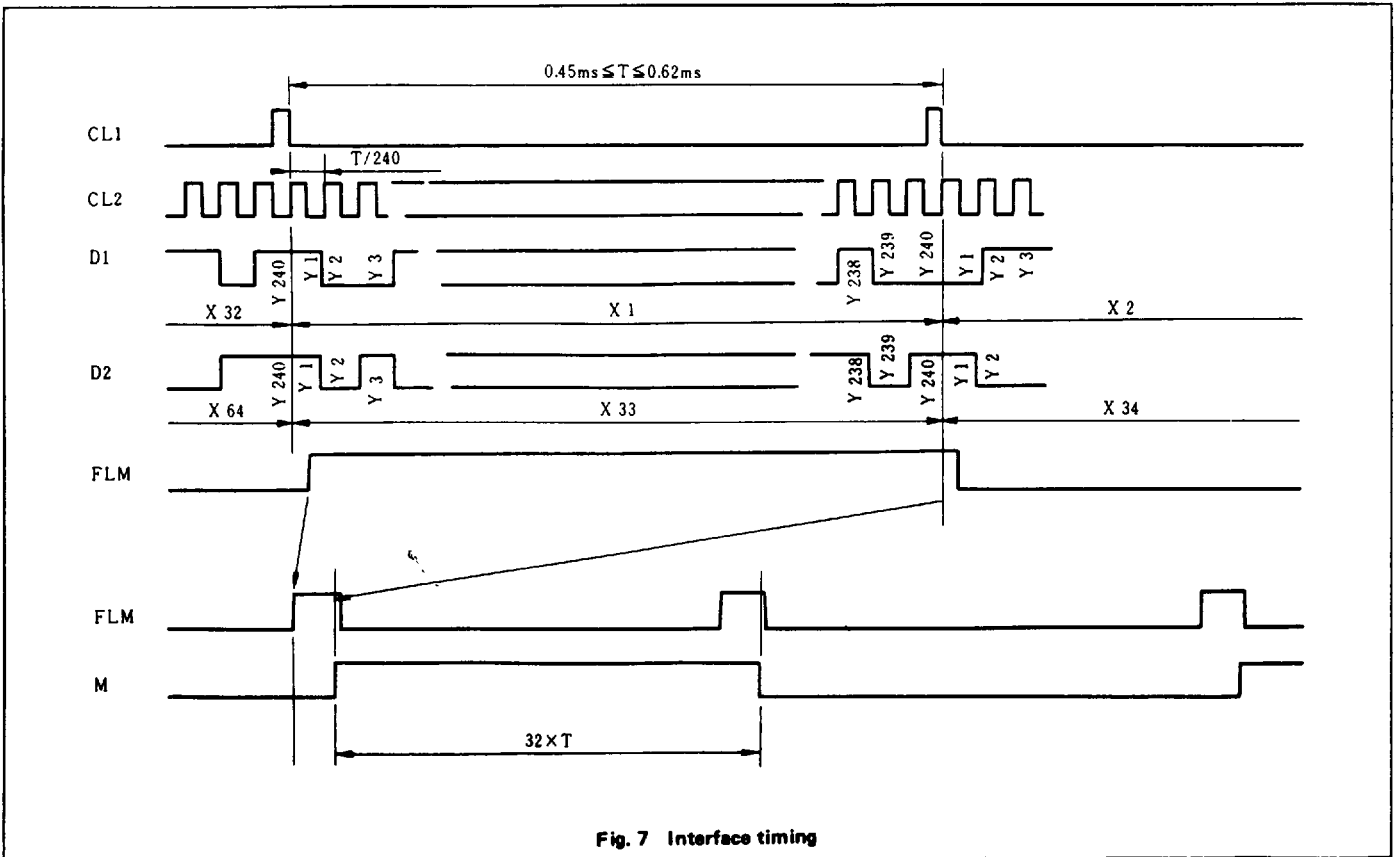 0.45ms≦T≦0.62ms
CL1
T/240
CL2
D1
Y 240
Y 1
Y 2
Y 3
Y 238
Y 239
Y 240
Y 1
Y 2
Y 3
X 32
X 1
X 2
D2
Y 240
Y 1
Y 2
Y 3
Y 238
Y 239
Y 240
Y 1
Y 2
X 64
X 33
X 34
FLM
FLM
M
32×T
Fig. 7 Interface timing